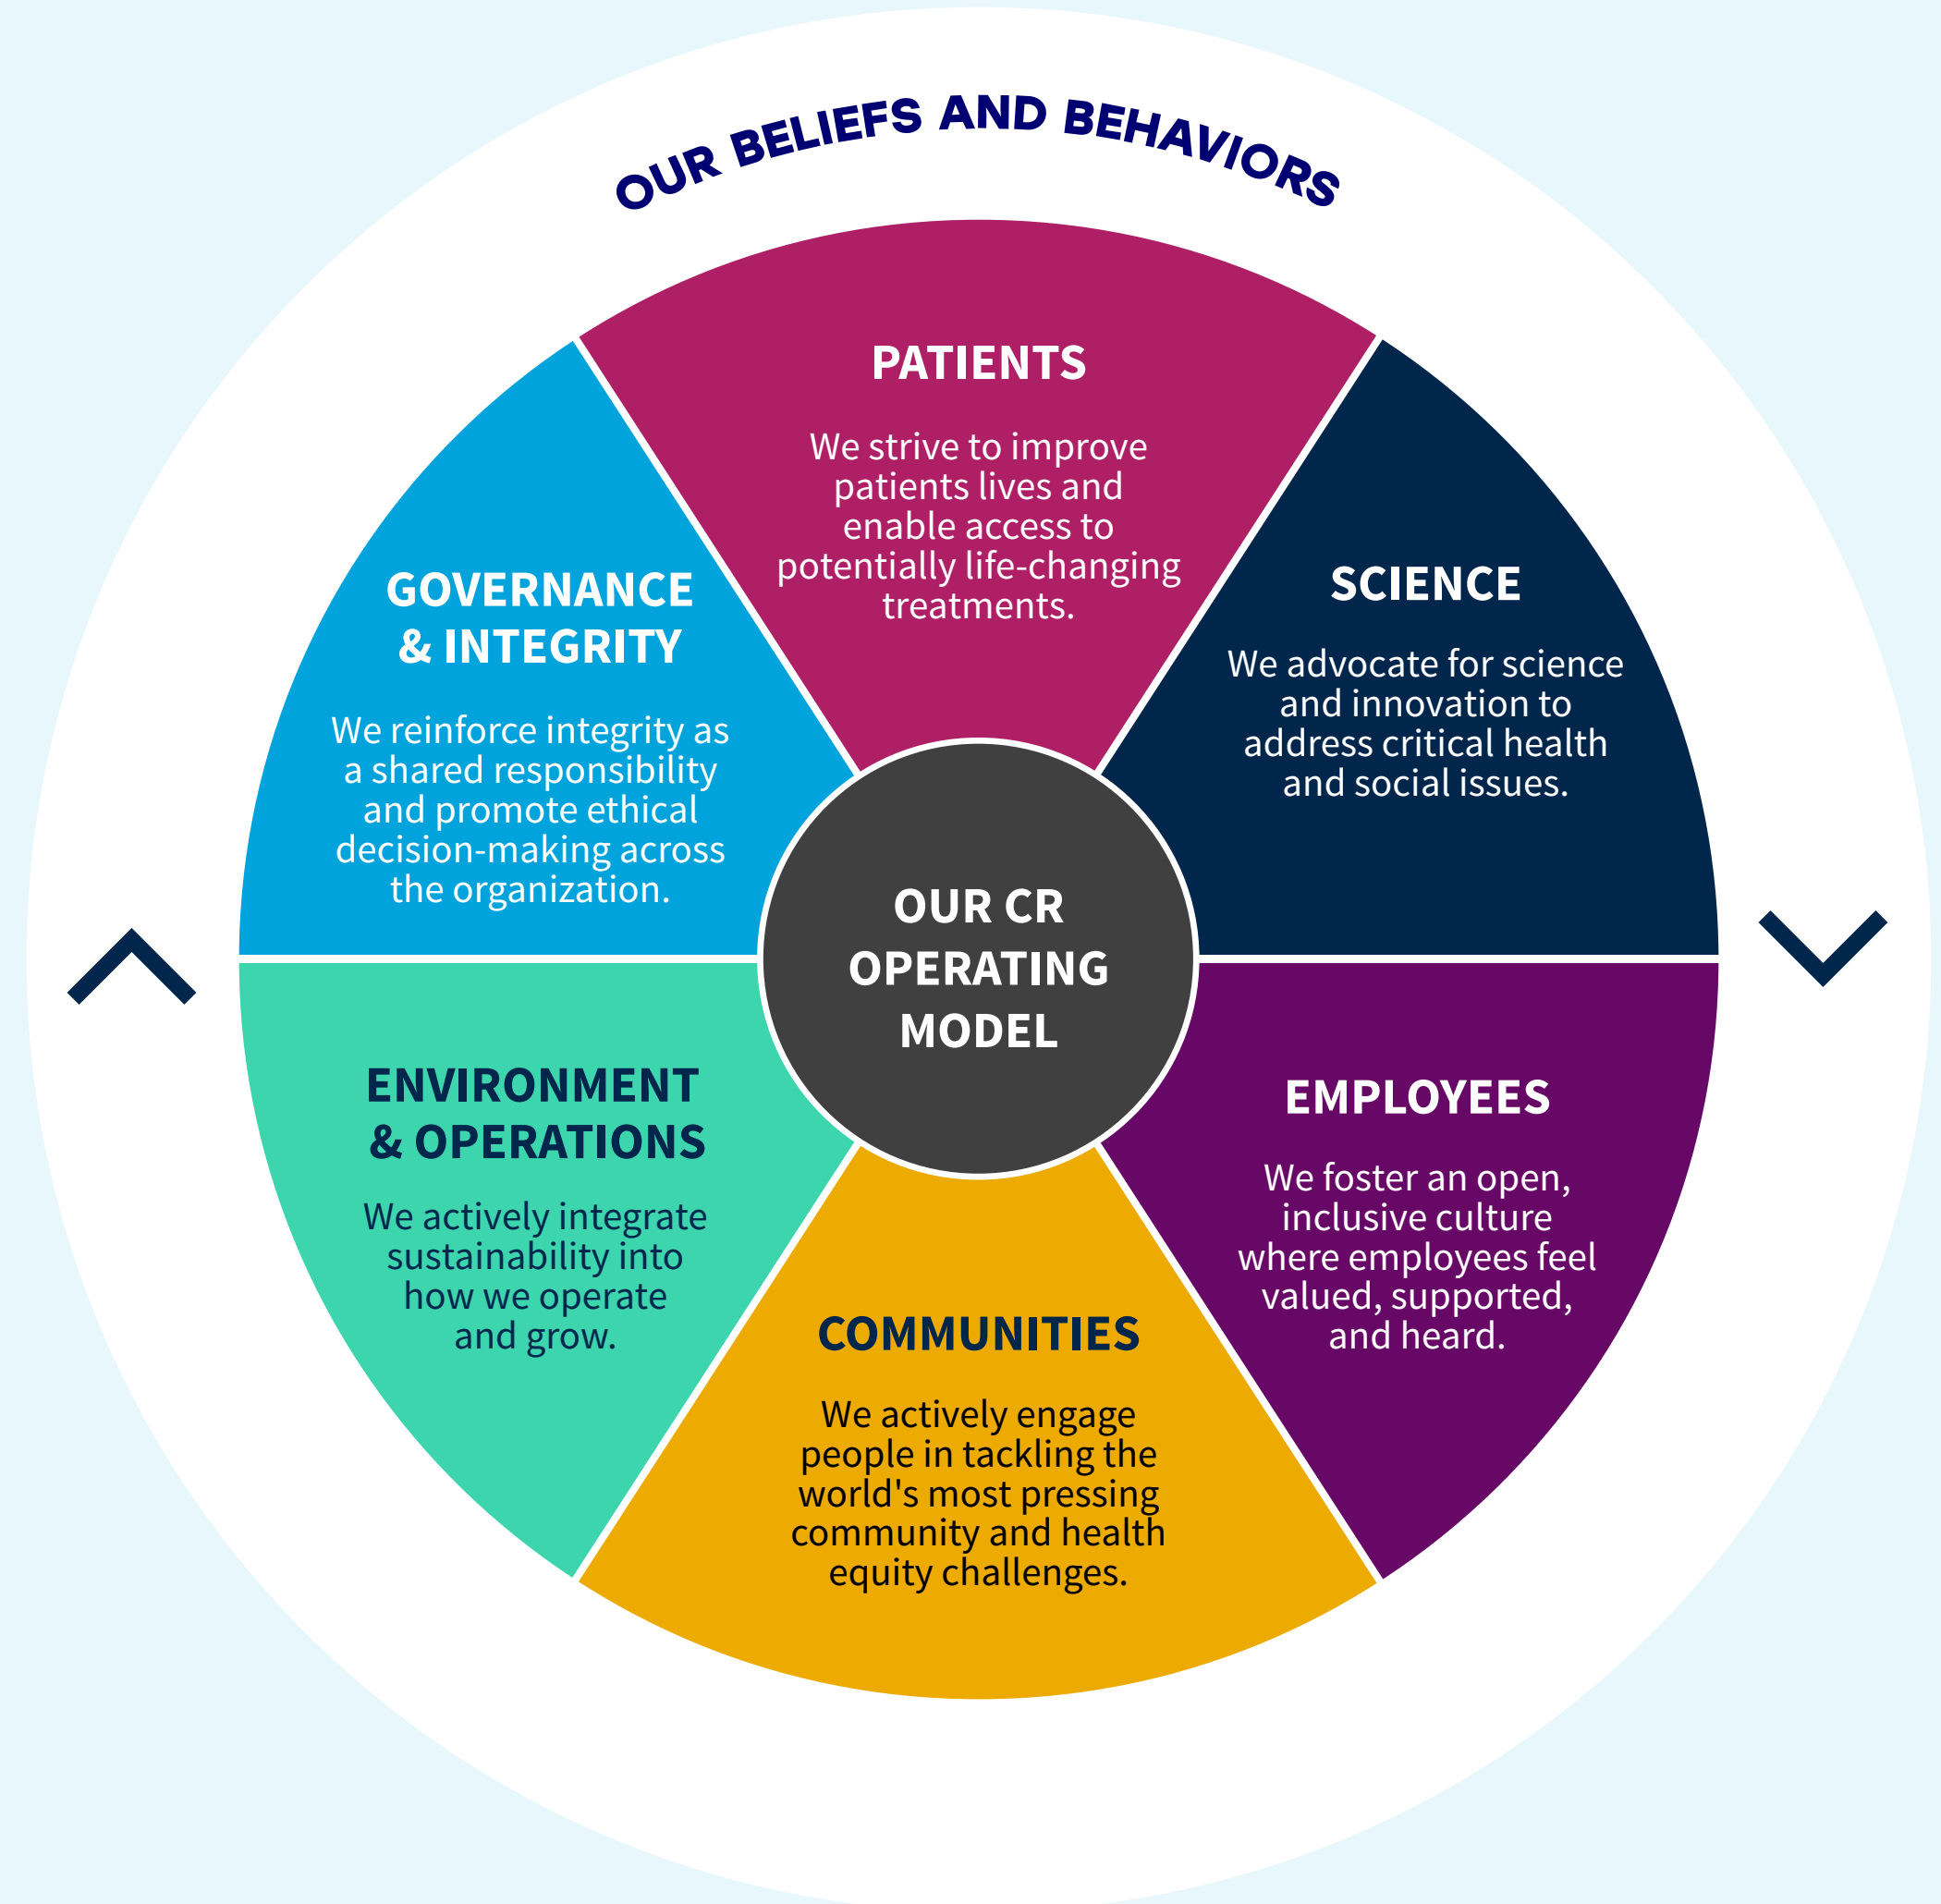 OUR BELIEFS AND BEHAVIORS
PATIENTS
We strive to improve
patients lives and
enable access to
potentially life-changing
treatments.
SCIENCE
We advocate for science
and innovation to
address critical health
and social issues.
EMPLOYEES
We foster an open,
inclusive culture
where employees feel
valued, supported,
and heard.
COMMUNITIES
We actively engage
people in tackling the
world's most pressing
community and health
equity challenges.
ENVIRONMENT
& OPERATIONS
We actively integrate
sustainability into
how we operate
and grow.
GOVERNANCE
& INTEGRITY
We reinforce integrity as
a shared responsibility
and promote ethical
decision-making across
the organization.
OUR CR
OPERATING
MODEL